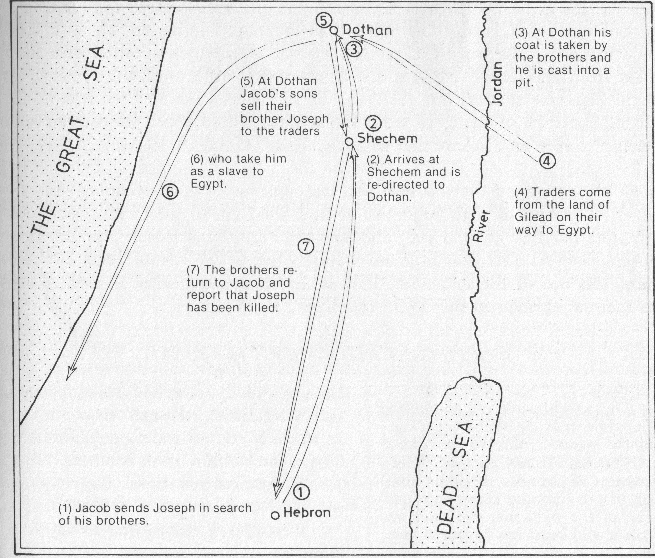 ⑤
Dothan
③
(3) At Dothan his
coat is taken by
the brothers and
he is cast into a
pit.
THE GREAT SEA
(5) At Dothan
Jacob's sons
sell their
brother Joseph
to the traders
②
Shechem
River Jordan
④
(6) who take him
as a slave to
Egypt.
⑥
(2) Arrives at
Shechem and is
re-directed to
Dothan.
(4) Traders come
from the land of
Gilead on their
way to Egypt.
⑦
(7) The brothers re-
turn to Jacob and
report that Joseph
has been killed.
DEAD SEA
①
Hebron
(1) Jacob sends Joseph in search
of his brothers.